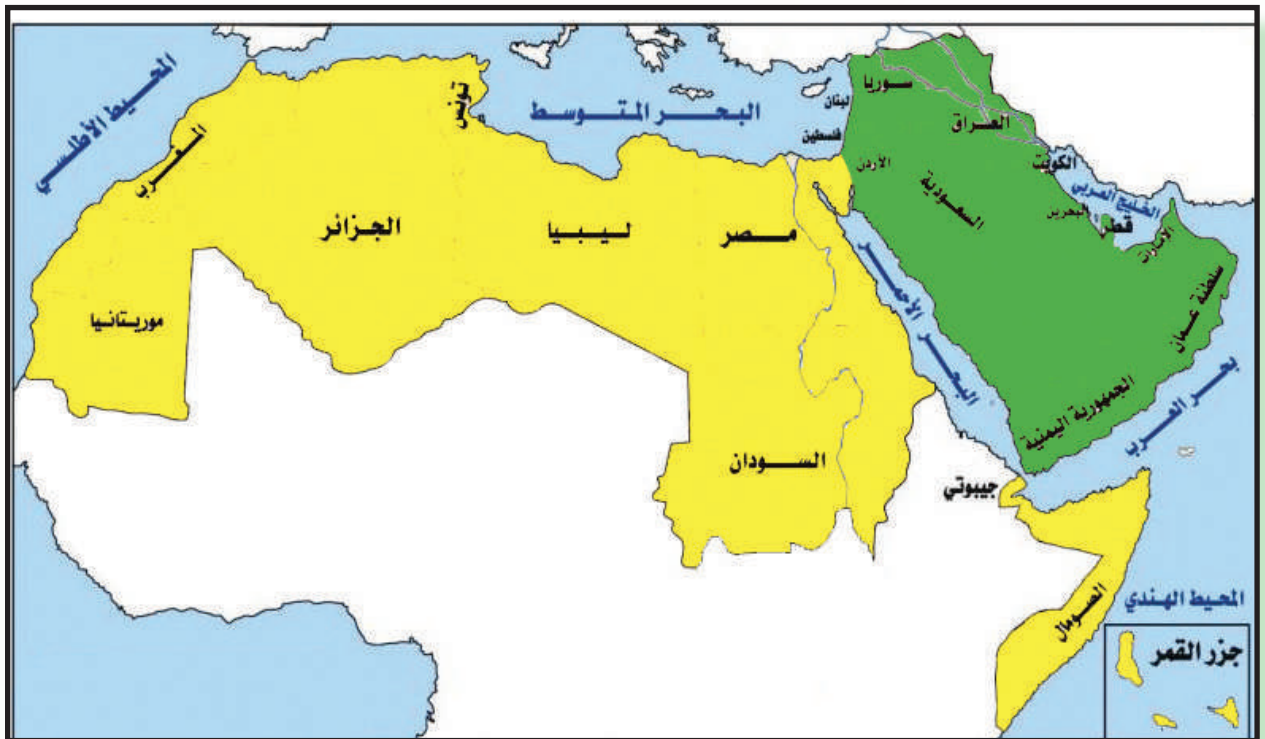 المحيط الأطلسي
البحر المتوسط
تونس
المغرب
الجزائر
ليبيا
مصر
موريتانيا
السودان
لبنان
فلسطين
سوريا
العراق
الأردن
الكويت
السعودية
الخليج العربي
البحرين
قطر
الإمارات
سلطنة عمان
البحر الأحمر
الجمهورية اليمنية
بحر العرب
جيبوتي
الصومال
المحيط الهندي
جزر القمر